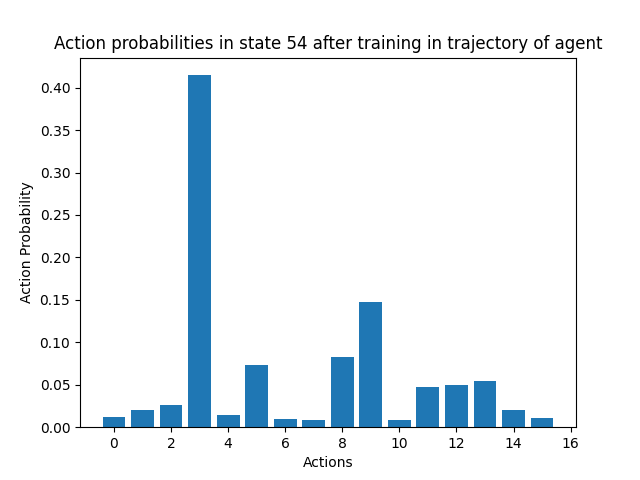 Action probabilities in state 54 after training in trajectory of agent
0.40
0.35
0.30
0.25
0.20
0.15
0.10
0.05
0.00
Action Probability
0 2 4 6 8 10 12 14 16
Actions